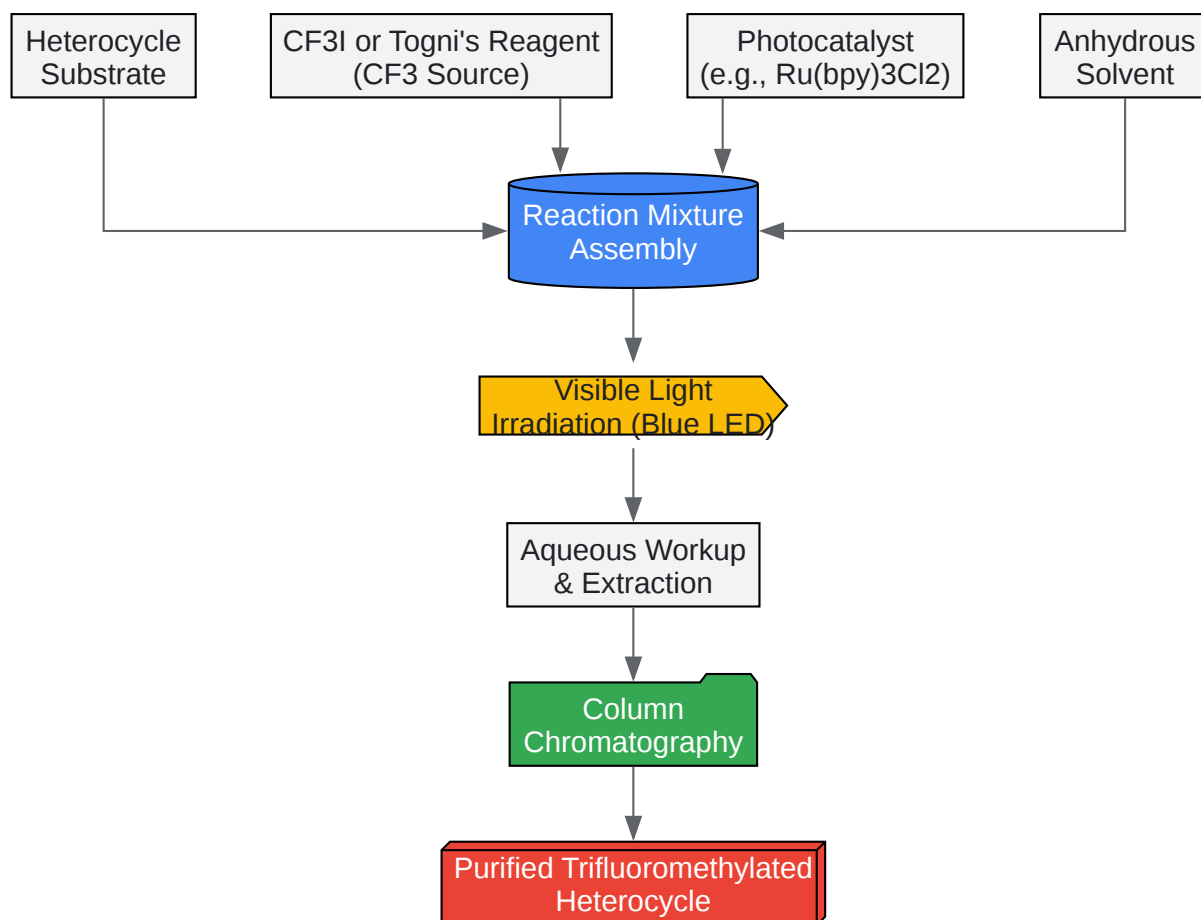 Heterocycle
Substrate
CF3I or Togni's Reagent
(CF3 Source)
Photocatalyst
(e.g., Ru(bpy)3Cl2)
Anhydrous
Solvent
Reaction Mixture
Assembly
Visible Light
Irradiation (Blue LED)
Aqueous Workup
& Extraction
Column
Chromatography
Purified Trifluoromethylated
Heterocycle